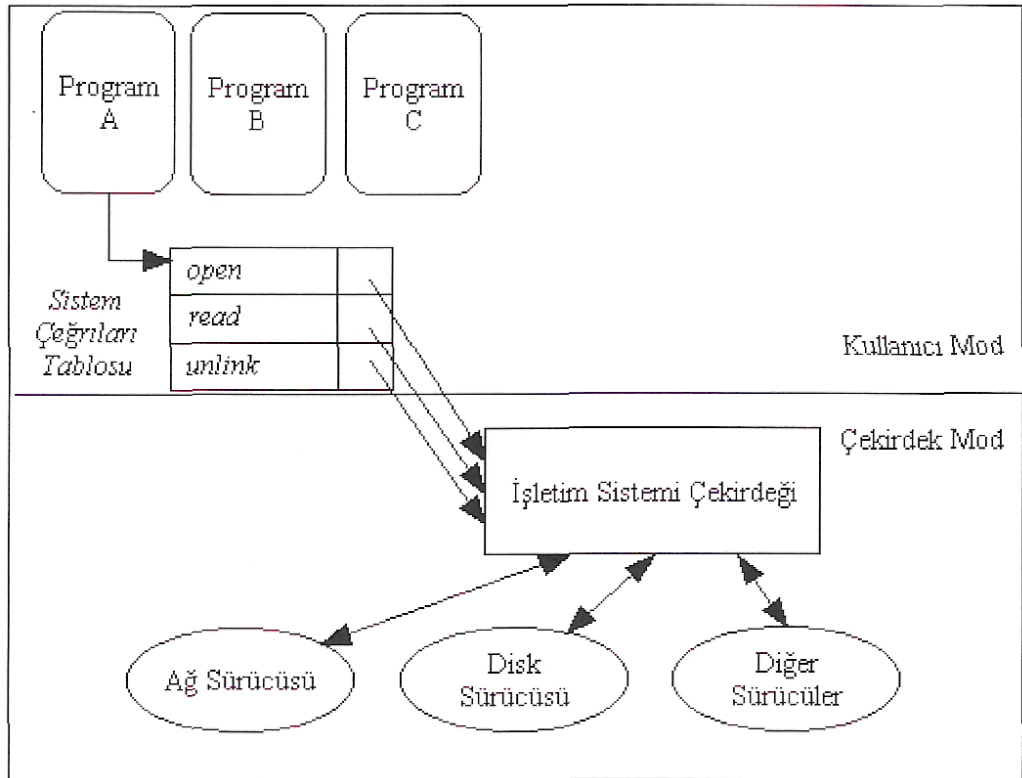 Program
A
Program
B
Program
C
open
read
unlink
Sistem
Çeğrıları
Tablosu
Kullanıcı Mod
Çekirdek Mod
İşletim Sistemi Çekirdeği
Ağ Sürücüsü
Disk
Sürücüsü
Diğer
Sürücüler